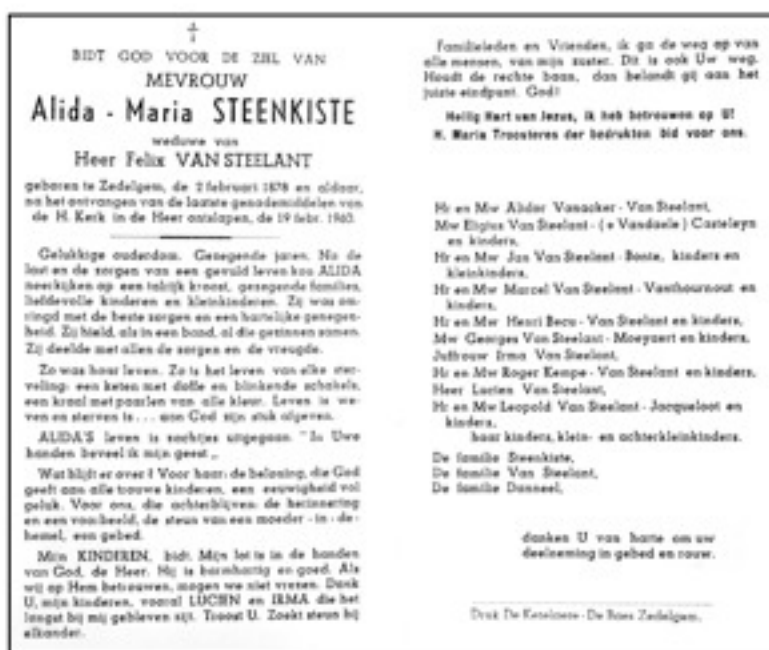 BIDT GOD VOOR DE ZIEL VAN
MEVROUW
Alida - Maria STEENKISTE
weduwe van
Heer Felix VAN STEELANT
geboren te Zedelgem, de 2 februari 1878 en aldaar,
na het ontvangen van de laatste genademiddelen van
de H. Kerk in de Heer ontslapen, de 19 febr. 1963.
Gelukkige ouderdom. Gezegende jaren. Na de
last en de zorgen van een gevuld leven kon ALIDA
neerkijken op een talrijk kroost, gezegende families,
liefdevolle kinderen en kleinkinderen. Zij was om-
ringd met de beste zorgen en een hartelijke genegen-
heid. Zij hield, als in een band, al die gezinnen samen.
Zij deelde met allen de zorgen en de vreugde.
Zo was haar leven. Zo is het leven van elke ster-
veling: een keten met doffe en blinkende schakels,
een kraal met paarlen van alle kleur. Leven is we-
ven en sterven is... aan God zijn stuk afgeven.
ALIDA'S leven is zachtjes uitgegaan. "In Uwe
handen beveel ik mijn geest„
Wat blijft er over? Voor haar: de beloning, die God
geeft aan alle trouwe kinderen, een eeuwigheid vol
geluk. Voor ons, die achterblijven: de herinnering
en een voorbeeld, de steun van een moeder - in - de-
hemel, een gebed.
Mijn KINDEREN, bidt. Mijn lot is in de handen
van God, de Heer. Hij is barmhartig en goed. Als
wij op Hem betrouwen, mogen we niet vrezen. Dank
U, mijn kinderen, vooral LUCIEN en IRMA die het
langst bij mij gebleven zijt. Troost U. Zoekt steun bij
elkander.
Familieleden en Vrienden, ik ga de weg op van
alle mensen, van mijn zuster. Dit is ook Uw weg.
Houdt de rechte baan, dan belandt gij aan het
juiste eindpunt. God!
Heilig Hart van Jezus, ik heb betrouwen op U!
H. Maria Troosteres der bedrukten bid voor ons.
Hr en Mw Alidor Vanacker - Van Steelant,
Mw Eligius Van Steelant - (e Vandaele) Casteleyn
en kinders,
Hr en Mw Jan Van Steelant - Bonte, kinders en
kleinkinders,
Hr en Mw Marcel Van Steelant - Vanthournout en
kinders,
Hr en Mw Henri Becu - Van Steelant en kinders,
Mw Georges Van Steelant - Moeyaert en kinders,
Juffrouw Irma Van Steelant,
Hr en Mw Roger Kempe - Van Steelant en kinders,
Heer Lucien Van Steelant,
Hr en Mw Leopold Van Steelant - Jacqueloot en
kinders,
haar kinders, klein- en achterkleinkinders.
De familie Steenkiste,
De familie Van Steelant,
De familie Danneel,
danken U van harte om uw
deelneming in gebed en rouw.
Druk De Ketelaere - De Baes Zedelgem.